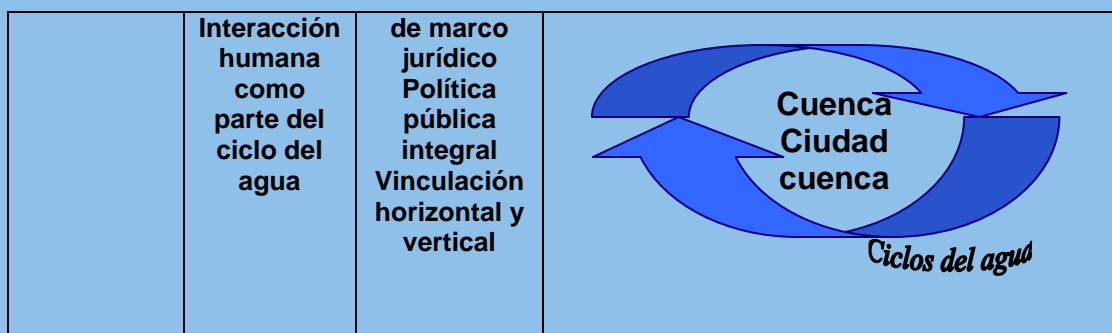 Interacción
humana
como
parte del
ciclo del
agua
de marco
jurídico
Política
pública
integral
Vinculación
horizontal y
vertical
Cuenca
Ciudad
cuenca
Ciclos del agua